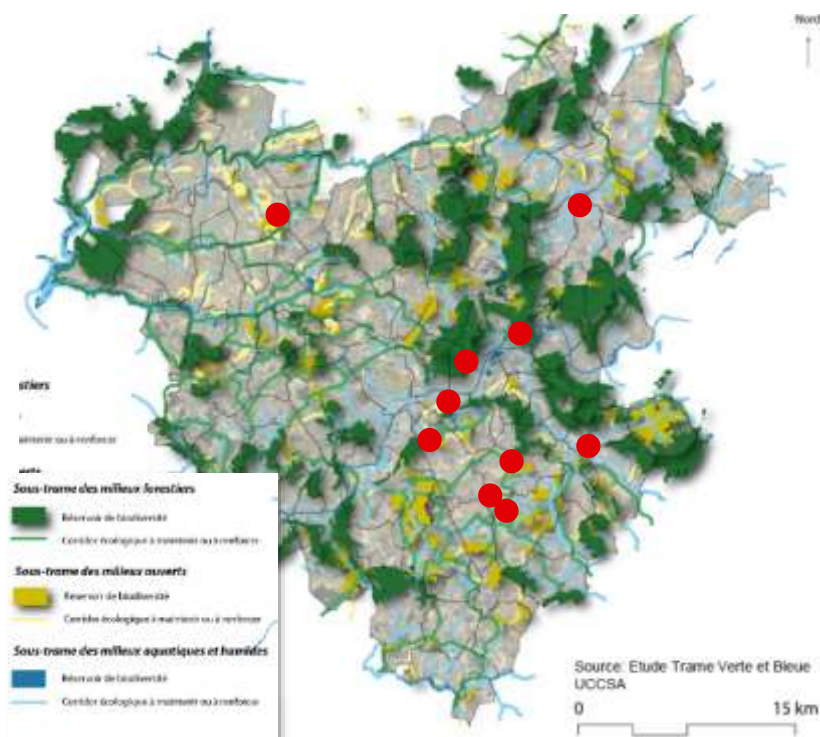 Nord
Sous-trame des milieux forestiers
Réservoir de biodiversité
Corridor écologique à maintenir ou à renforcer
Sous-trame des milieux ouverts
Réservoir de biodiversité
Corridor écologique à maintenir ou à renforcer
Sous-trame des milieux aquatiques et humides
Réservoir de biodiversité
Corridor écologique à maintenir ou à renforcer
Source: Etude Trame Verte et Bleue
UCCSA
0 15 km